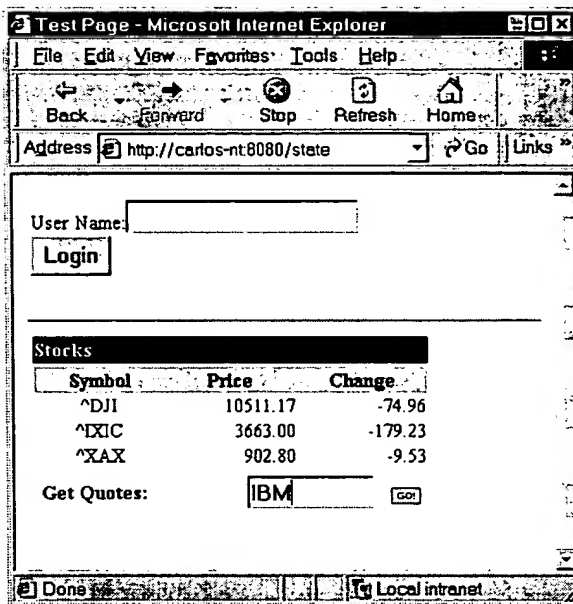 Test Page - Microsoft Internet Explorer
File Edit View Favorites Tools Help
Back Forward Stop Refresh Home
Address http://carlos-nt:8080/state Go Links »
User Name:
Login
Stocks
Symbol Price Change
^DJI 10511.17 -74.96
^IXIC 3663.00 -179.23
^XAX 902.80 -9.53
Get Quotes: IBM GO!
Done Local intranet